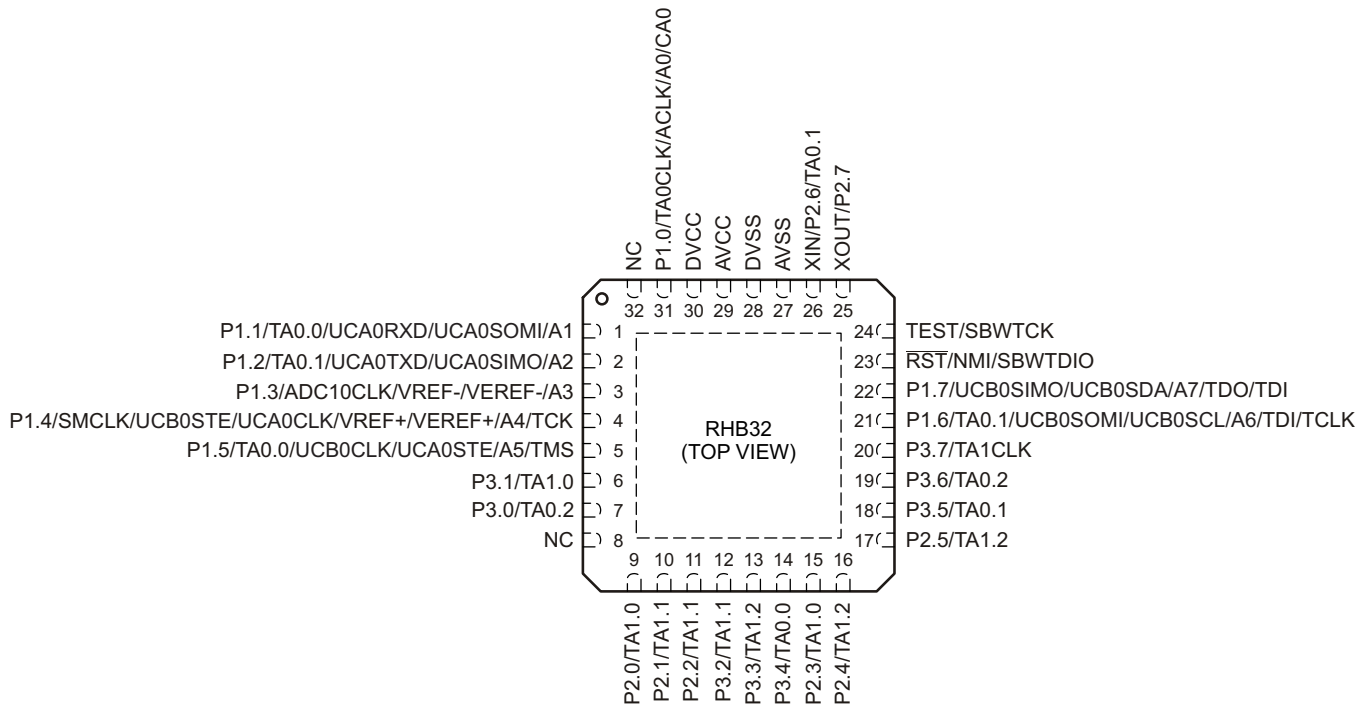 NC
P1.0/TA0CLK/ACLK/A0/CA0
DVCC
AVCC
DVSS
AVSS
XIN/P2.6/TA0.1
XOUT/P2.7
32 31 30 29 28 27 26 25
P1.1/TA0.0/UCA0RXD/UCA0SOMI/A1 1
P1.2/TA0.1/UCA0TXD/UCA0SIMO/A2 2
P1.3/ADC10CLK/VREF-/VEREF-/A3 3
P1.4/SMCLK/UCB0STE/UCA0CLK/VREF+/VEREF+/A4/TCK 4
P1.5/TA0.0/UCB0CLK/UCA0STE/A5/TMS 5
P3.1/TA1.0 6
P3.0/TA0.2 7
NC 8
RHB32
(TOP VIEW)
24 TEST/SBWTCK
23 RST/NMI/SBWTDIO
22 P1.7/UCB0SIMO/UCB0SDA/A7/TDO/TDI
21 P1.6/TA0.1/UCB0SOMI/UCB0SCL/A6/TDI/TCLK
20 P3.7/TA1CLK
19 P3.6/TA0.2
18 P3.5/TA0.1
17 P2.5/TA1.2
9 10 11 12 13 14 15 16
P2.0/TA1.0
P2.1/TA1.1
P2.2/TA1.1
P3.2/TA1.1
P3.3/TA1.2
P3.4/TA0.0
P2.3/TA1.0
P2.4/TA1.2